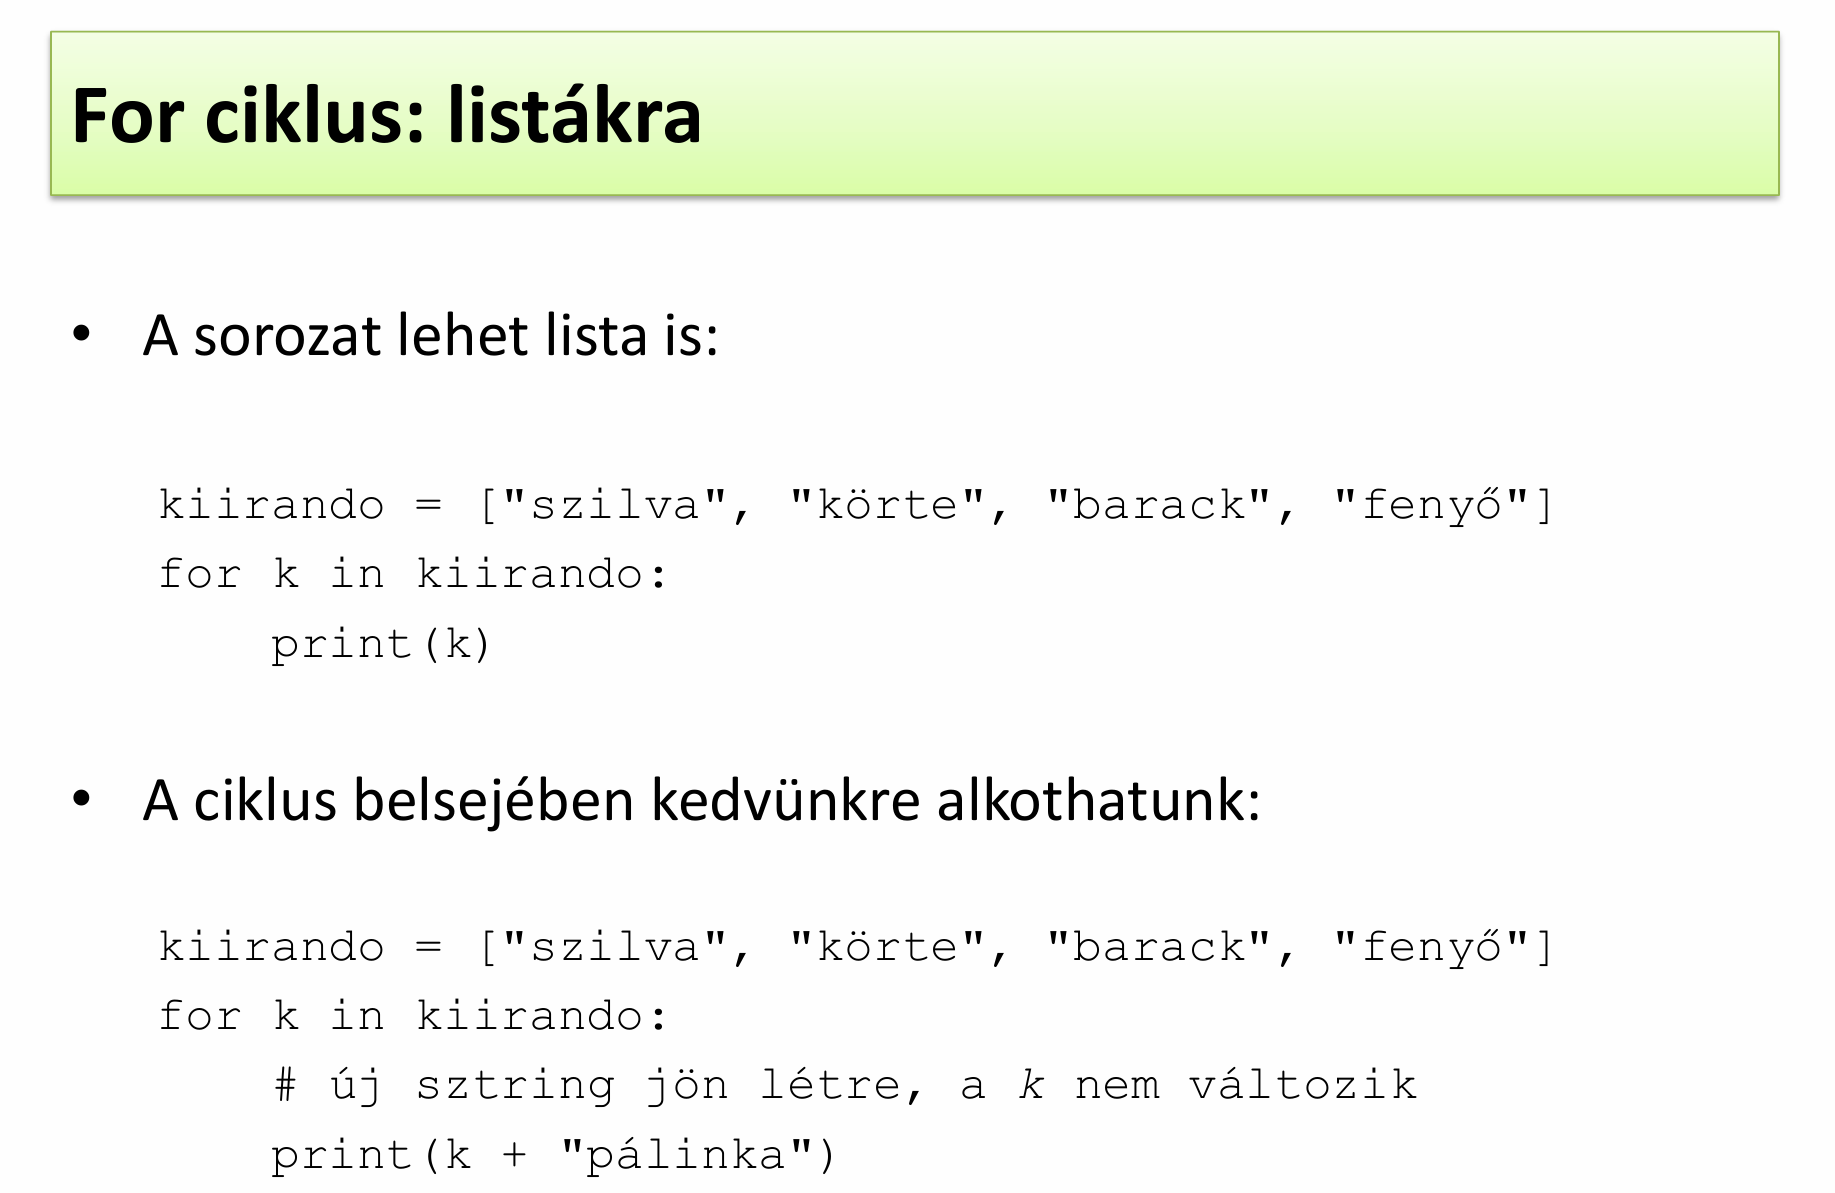 For ciklus: listákra
• A sorozat lehet lista is:
kiirando = ["szilva", "körte", "barack", "fenyő"]
for k in kiirando:
    print(k)
• A ciklus belsejében kedvünkre alkothatunk:
kiirando = ["szilva", "körte", "barack", "fenyő"]
for k in kiirando:
    # új sztring jön létre, a k nem változik
    print(k + "pálinka")